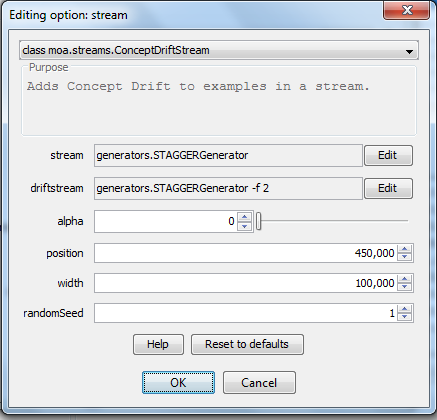 Editing option: stream
class moa.streams.ConceptDriftStream
Purpose
Adds Concept Drift to examples in a stream.
stream generators.STAGGERGenerator Edit
driftstream generators.STAGGERGenerator -f 2 Edit
alpha 0
position 450,000
width 100,000
randomSeed 1
Help Reset to defaults
OK Cancel